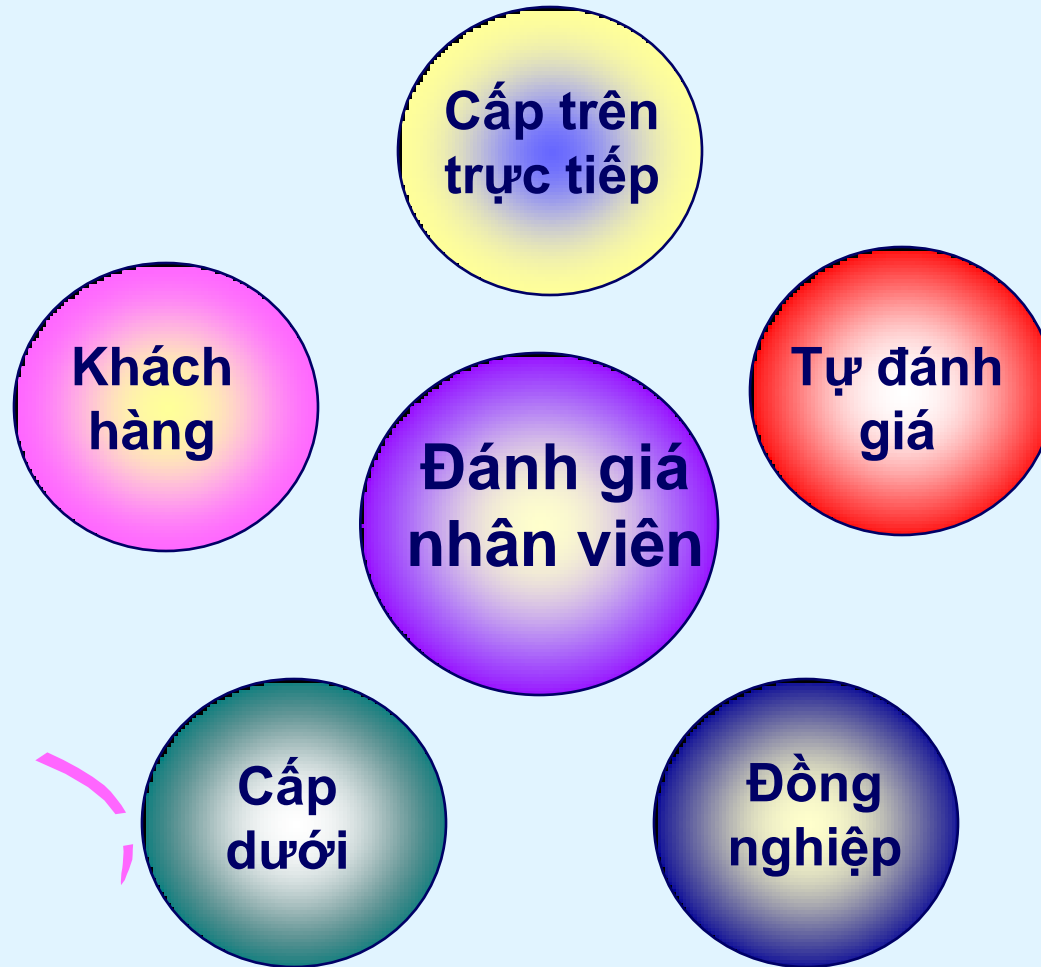 Cấp trên
trực tiếp
Khách
hàng
Tự đánh
giá
Đánh giá
nhân viên
Cấp
dưới
Đồng
nghiệp